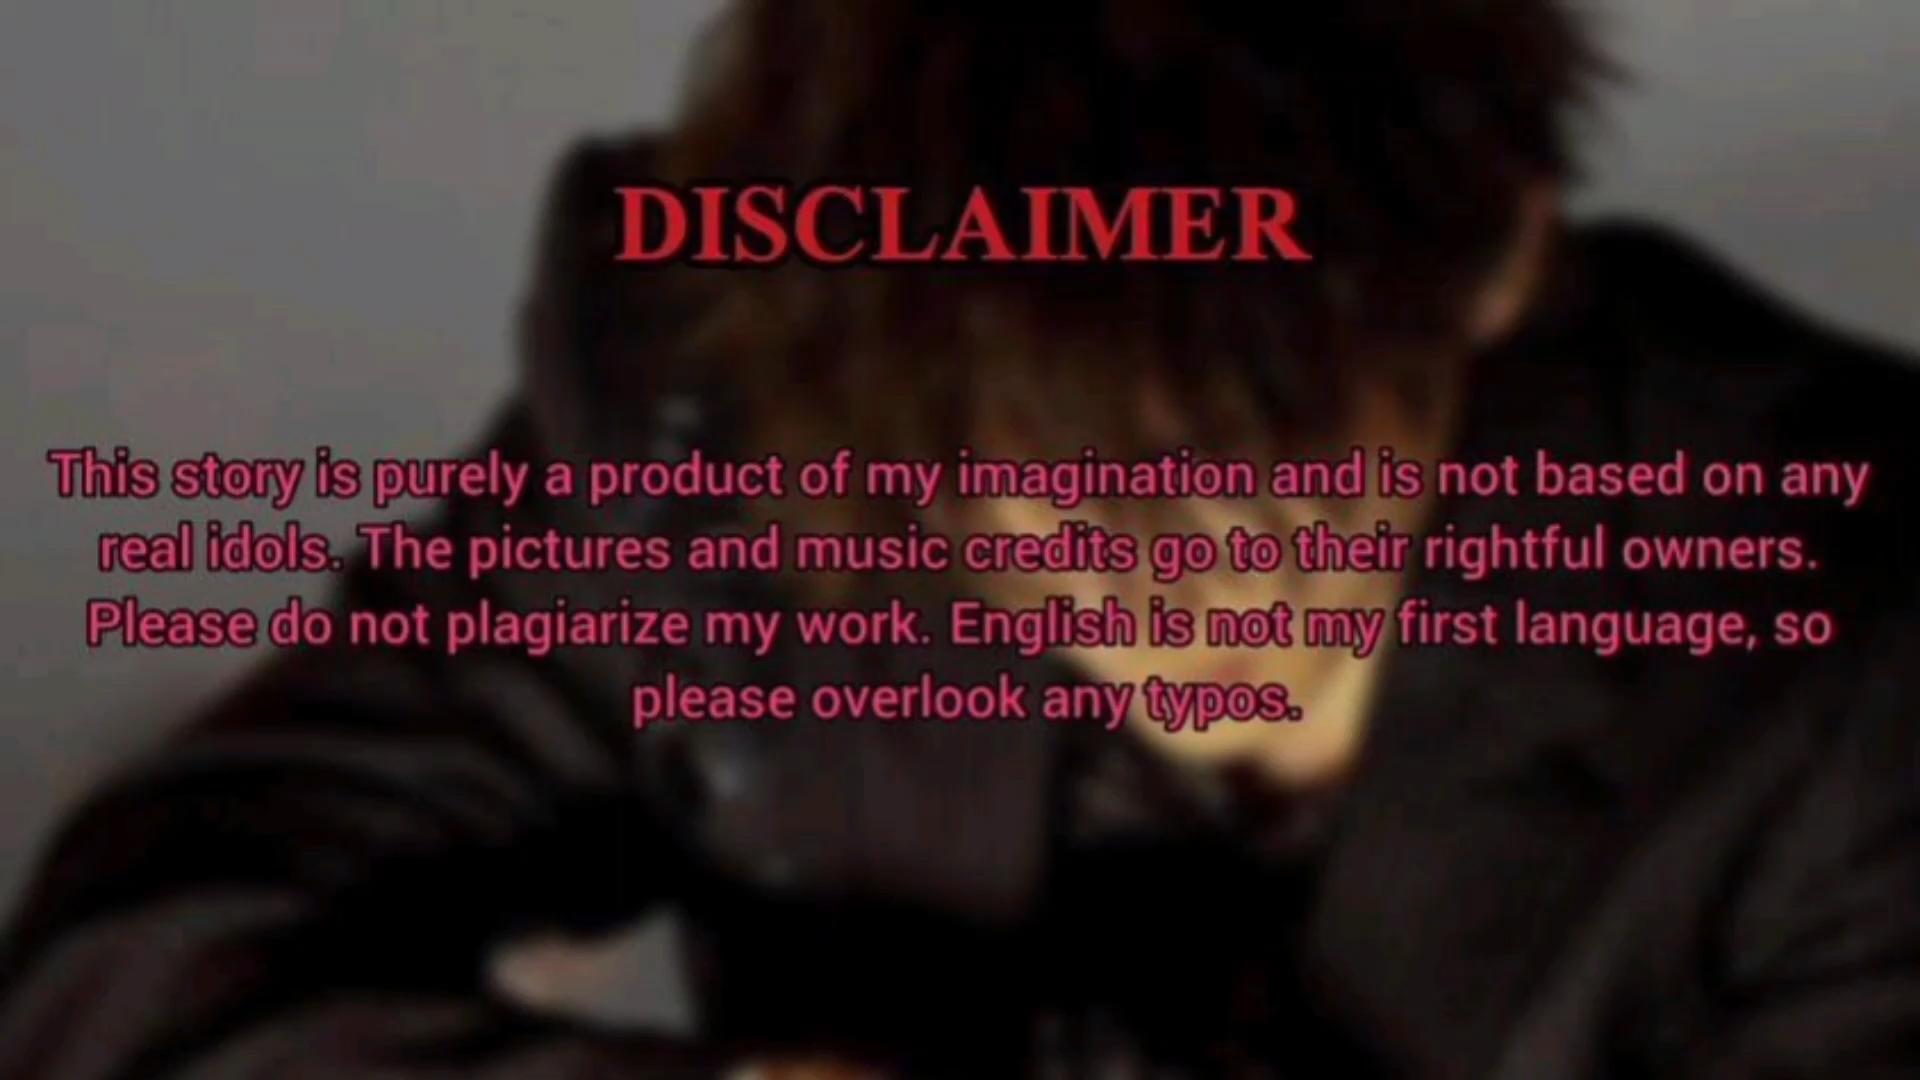 DISCLAIMER
This story is purely a product of my imagination and is not based on any
real idols. The pictures and music credits go to their rightful owners.
Please do not plagiarize my work. English is not my first language, so
please overlook any typos.